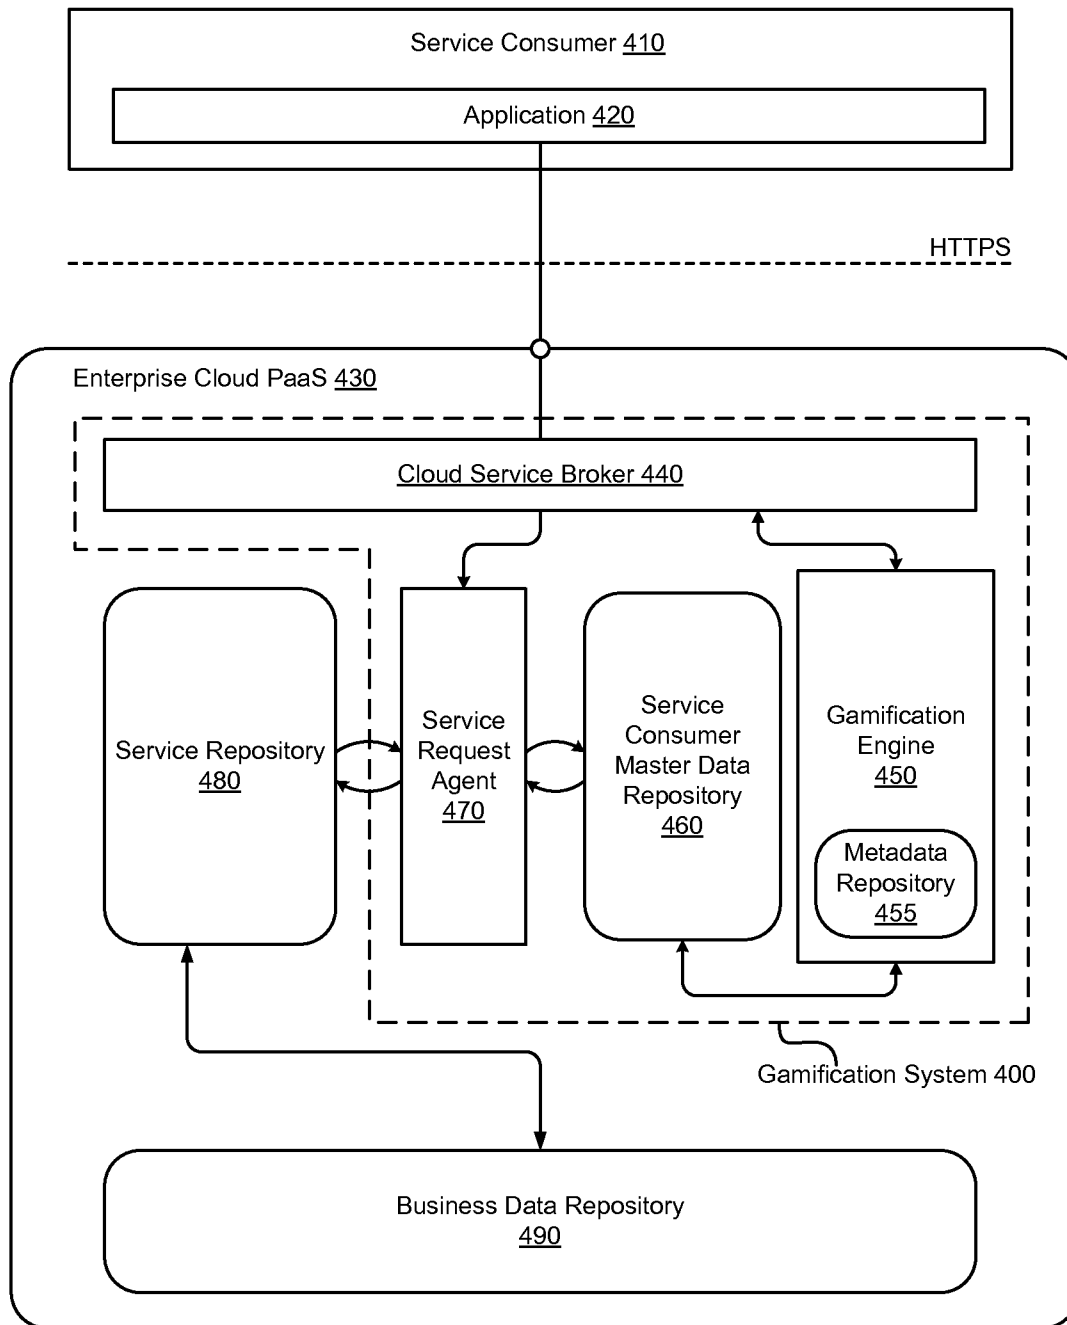 Service Consumer 410
Application 420
HTTPS
Enterprise Cloud PaaS 430
Cloud Service Broker 440
Service Repository
480
Service
Request
Agent
470
Service
Consumer
Master Data
Repository
460
Gamification
Engine
450
Metadata
Repository
455
Gamification System 400
Business Data Repository
490